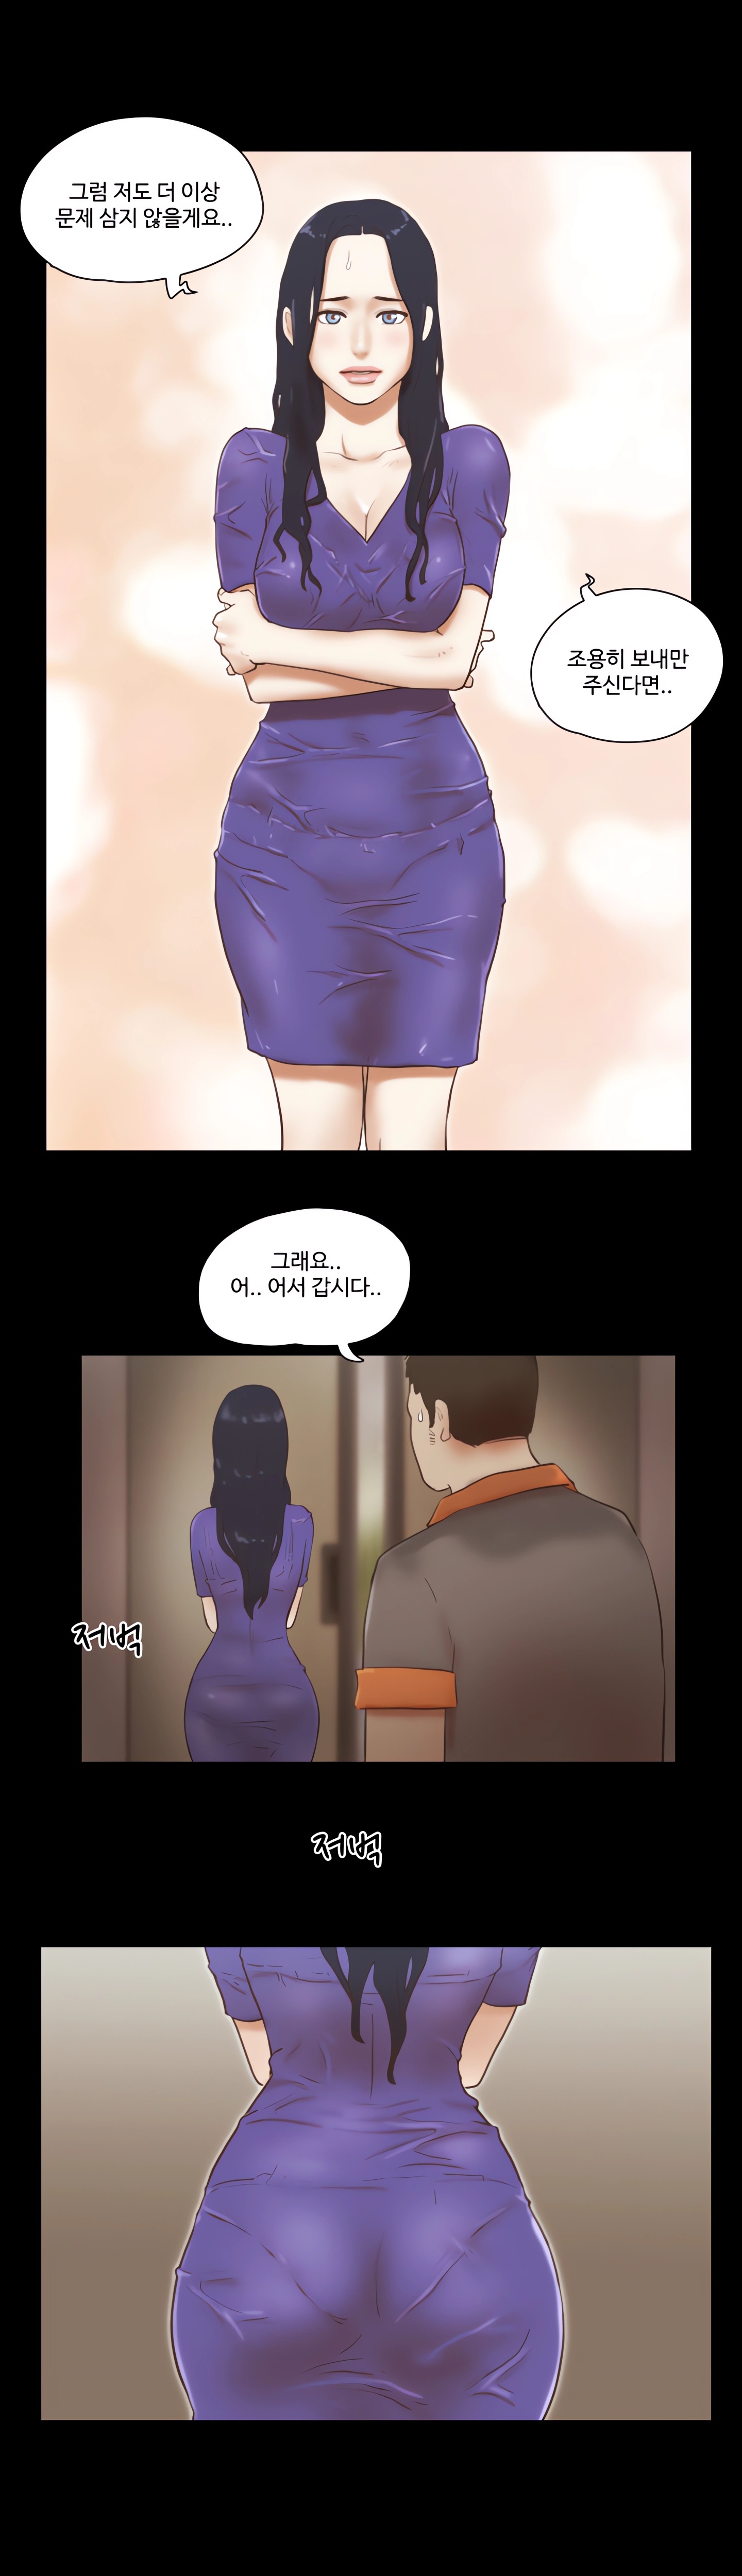 그럼 저도 더 이상
문제 삼지 않을게요..
조용히 보내만
주신다면..
그래요..
어.. 어서 갑시다..
저벅
저벅